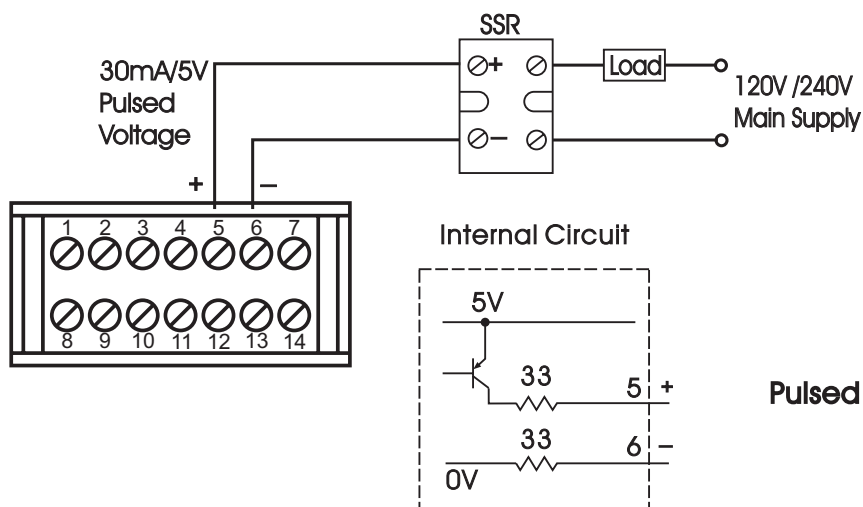 SSR
30mA/5V
Pulsed
Voltage
+ −
Load
120V /240V
Main Supply
+ −
1 2 3 4 5 6 7
8 9 10 11 12 13 14
Internal Circuit
5V
33
5 +
33
6 −
0V
Pulsed